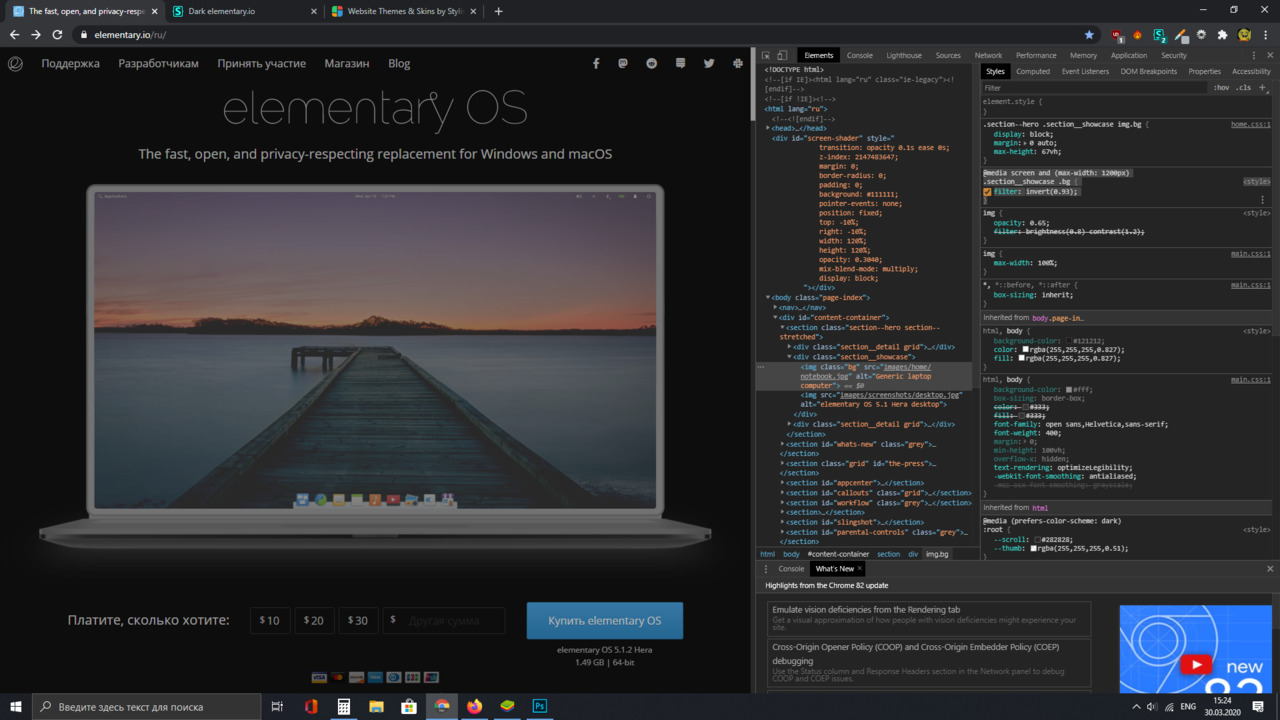 The fast, open, and privacy-respe
Dark elementary.io
Website Themes & Skins by Styli
elementary.io/ru/
Поддержка
Разработчикам
Принять участие
Магазин
Blog
elementary OS
The fast, open, and privacy-respecting replacement for Windows and macOS
Платите, сколько хотите:
$ 10
$ 20
$ 30
$ Другая сумма
Купить elementary OS
elementary OS 5.1.2 Hera
1.49 GB | 64-bit
Elements
Console
Lighthouse
Sources
Network
Performance
Memory
Application
Security
<!DOCTYPE html>
<!--[if IE]><html lang="ru" class="ie-legacy"><!
[endif]-->
<!--[if !IE]><!-->
<html lang="ru">
<!--<![endif]-->
<head>…</head>
<div id="screen-shader" style="
transition: opacity 0.1s ease 0s;
z-index: 2147483647;
margin: 0;
border-radius: 0;
padding: 0;
background: #111111;
pointer-events: none;
position: fixed;
top: -10%;
right: -10%;
width: 120%;
height: 120%;
opacity: 0.3040;
mix-blend-mode: multiply;
display: block;
"></div>
<body class="page-index">
<nav>…</nav>
<div id="content-container">
<section class="section--hero section--
stretched">
<div class="section__detail grid">…</div>
<div class="section__showcase">
<img class="bg" src="images/home/
notebook.jpg" alt="Generic laptop
computer"> == $0
<img src="images/screenshots/desktop.jpg"
alt="elementary OS 5.1 Hera desktop">
</div>
<div class="section__detail grid">…</div>
</section>
<section id="whats-new" class="grey">…
</section>
<section class="grid" id="the-press">…
</section>
<section id="appcenter">…</section>
<section id="callouts" class="grid">…</section>
<section id="workflow" class="grey">…</section>
<section>…</section>
<section id="slingshot">…</section>
<section id="parental-controls" class="grey">…
</section>
html body #content-container section div img.bg
Styles
Computed
Event Listeners
DOM Breakpoints
Properties
Accessibility
Filter
:hov .cls +
element.style {
}
.section--hero .section__showcase img.bg { home.css:1
display: block;
margin: 0 auto;
max-height: 67vh;
}
@media screen and (max-width: 1200px)
.section__showcase .bg { <style>
filter: invert(0.93);
}
img { <style>
opacity: 0.65;
filter: brightness(0.8) contrast(1.2);
}
img { main.css:1
max-width: 100%;
}
*, *::before, *::after { main.css:1
box-sizing: inherit;
}
Inherited from body.page-in…
html, body { <style>
background-color: #121212;
color: rgba(255,255,255,0.827);
fill: rgba(255,255,255,0.827);
}
html, body { main.css:1
background-color: #fff;
box-sizing: border-box;
color: #333;
fill: #333;
font-family: open sans,Helvetica,sans-serif;
font-weight: 400;
margin: 0;
min-height: 100vh;
overflow-x: hidden;
text-rendering: optimizeLegibility;
-webkit-font-smoothing: antialiased;
-moz-osx-font-smoothing: grayscale;
}
Inherited from html
@media (prefers-color-scheme: dark)
:root { <style>
--scroll: #282828;
--thumb: rgba(255,255,255,0.51);
}
Console
What's New
Highlights from the Chrome 82 update
Emulate vision deficiencies from the Rendering tab
Get a visual approximation of how people with vision deficiencies might experience your
site.
Cross-Origin Opener Policy (COOP) and Cross-Origin Embedder Policy (COEP)
debugging
Use the Status column and Response Headers section in the Network panel to debug
COOP and COEP issues.
new
82
Введите здесь текст для поиска
ENG
15:24
30.03.2020